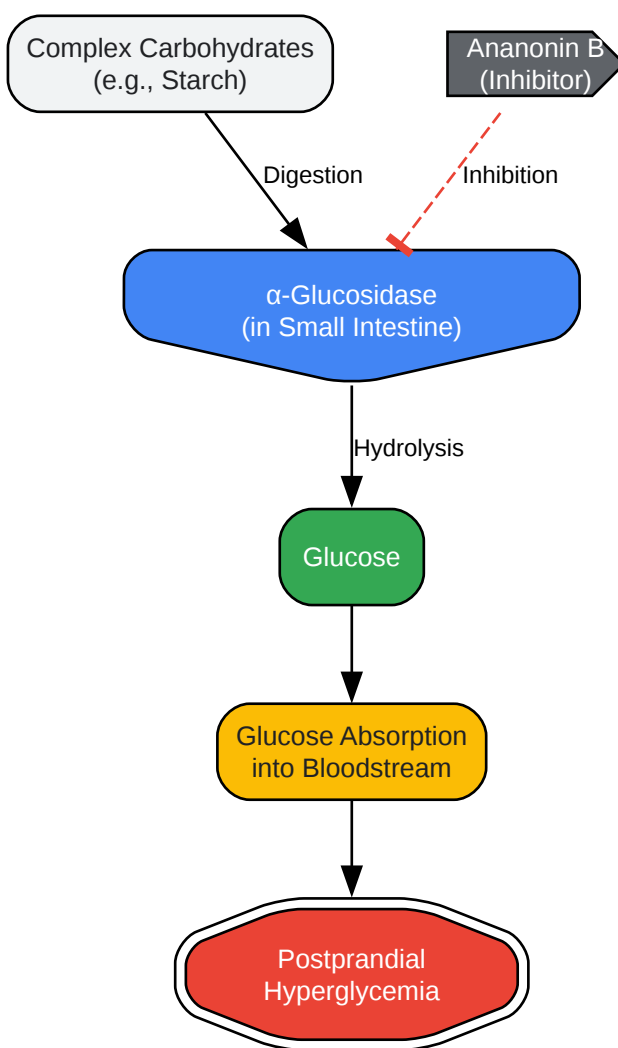 Complex Carbohydrates
(e.g., Starch)
Ananonin B
(Inhibitor)
Digestion
Inhibition
α-Glucosidase
(in Small Intestine)
Hydrolysis
Glucose
Glucose Absorption
into Bloodstream
Postprandial
Hyperglycemia